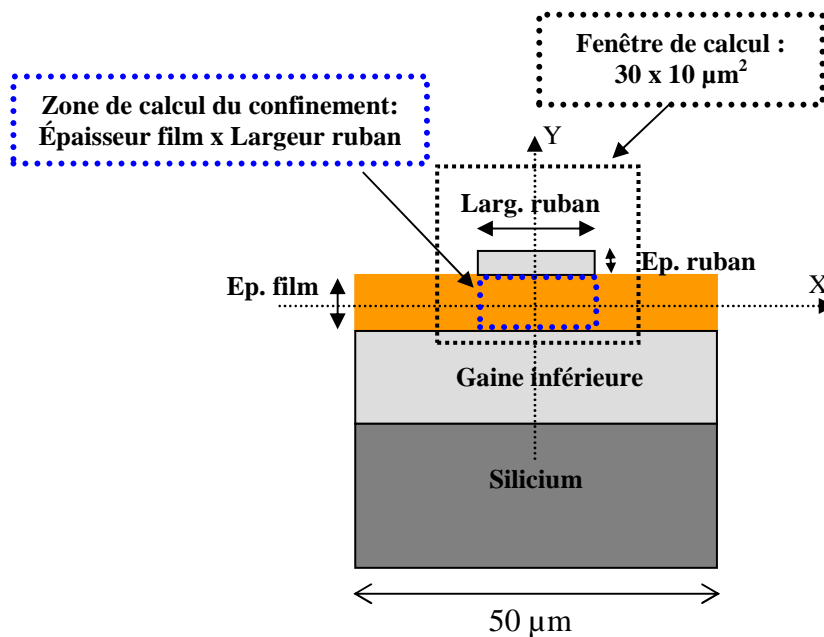 Fenêtre de calcul :
30 x 10 µm²
Zone de calcul du confinement:
Épaisseur film x Largeur ruban
Y
Larg. ruban
Ep. ruban
Ep. film
X
Gaine inférieure
Silicium
50 µm